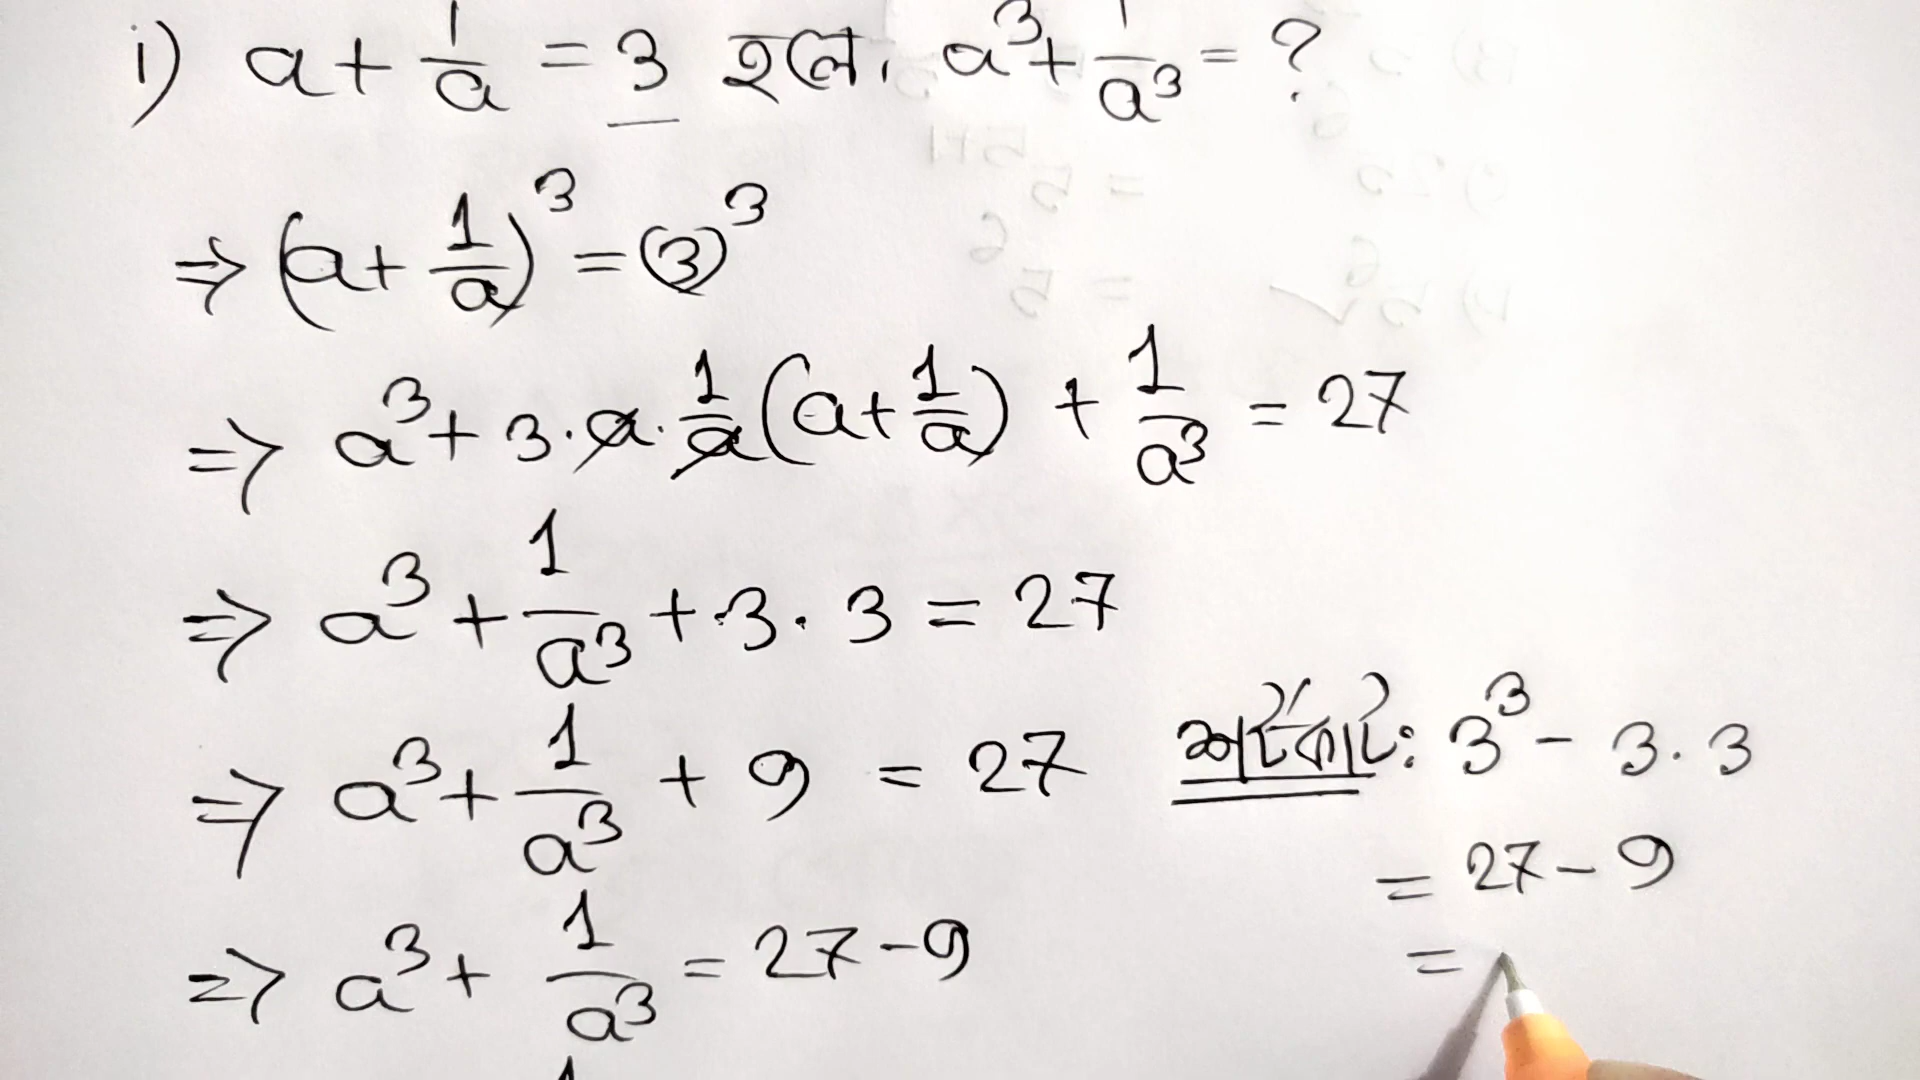 i) a + 1/a = 3 হলে, a³ + 1/a³ = ?
⇒ (a + 1/a)³ = (3)³
⇒ a³ + 3 · a · 1/a (a + 1/a) + 1/a³ = 27
⇒ a³ + 1/a³ + 3 · 3 = 27
⇒ a³ + 1/a³ + 9 = 27
⇒ a³ + 1/a³ = 27 - 9
শর্টকাট: 3³ - 3 . 3
= 27 - 9
=